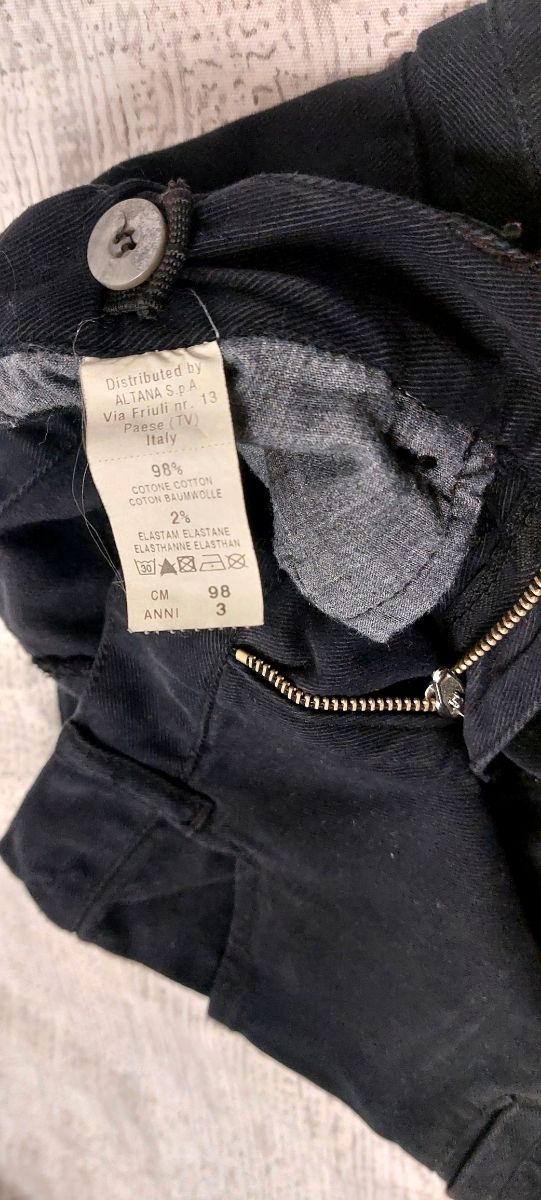 Distributed by
ALTANA S.p.A
Via Friuli nr. 13
Paese (TV)
Italy
98%
COTONE COTTON
COTON BAUMWOLLE
2%
ELASTAM ELASTANE
ELASTHANNE ELASTHAN
30
CM 98
ANNI 3